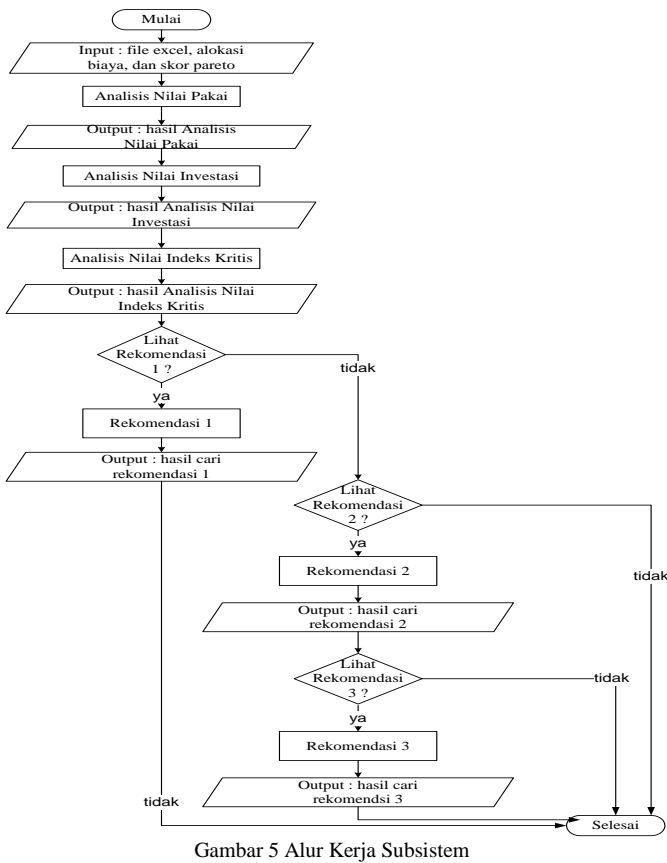 Mulai
Input : file excel, alokasi
biaya, dan skor pareto
Analisis Nilai Pakai
Output : hasil Analisis
Nilai Pakai
Analisis Nilai Investasi
Output : hasil Analisis Nilai
Investasi
Analisis Nilai Indeks Kritis
Output : hasil Analisis Nilai
Indeks Kritis
Lihat
Rekomendasi
1 ?
tidak
ya
Rekomendasi 1
Output : hasil cari
rekomendasi 1
Lihat
Rekomendasi
2 ?
ya
tidak
Rekomendasi 2
Output : hasil cari
rekomendasi 2
Lihat
Rekomendasi
3 ?
tidak
ya
Rekomendasi 3
Output : hasil cari
rekomendsi 3
tidak
Selesai
Gambar 5 Alur Kerja Subsistem